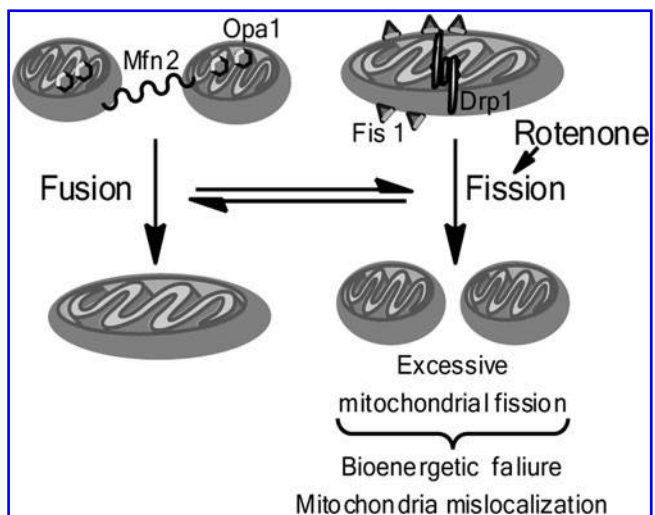 Opa1
Mfn2
Drp1
Fis 1
Rotenone
Fusion
Fission
Excessive
mitochondrial fission
Bioenergetic faliure
Mitochondria mislocalization